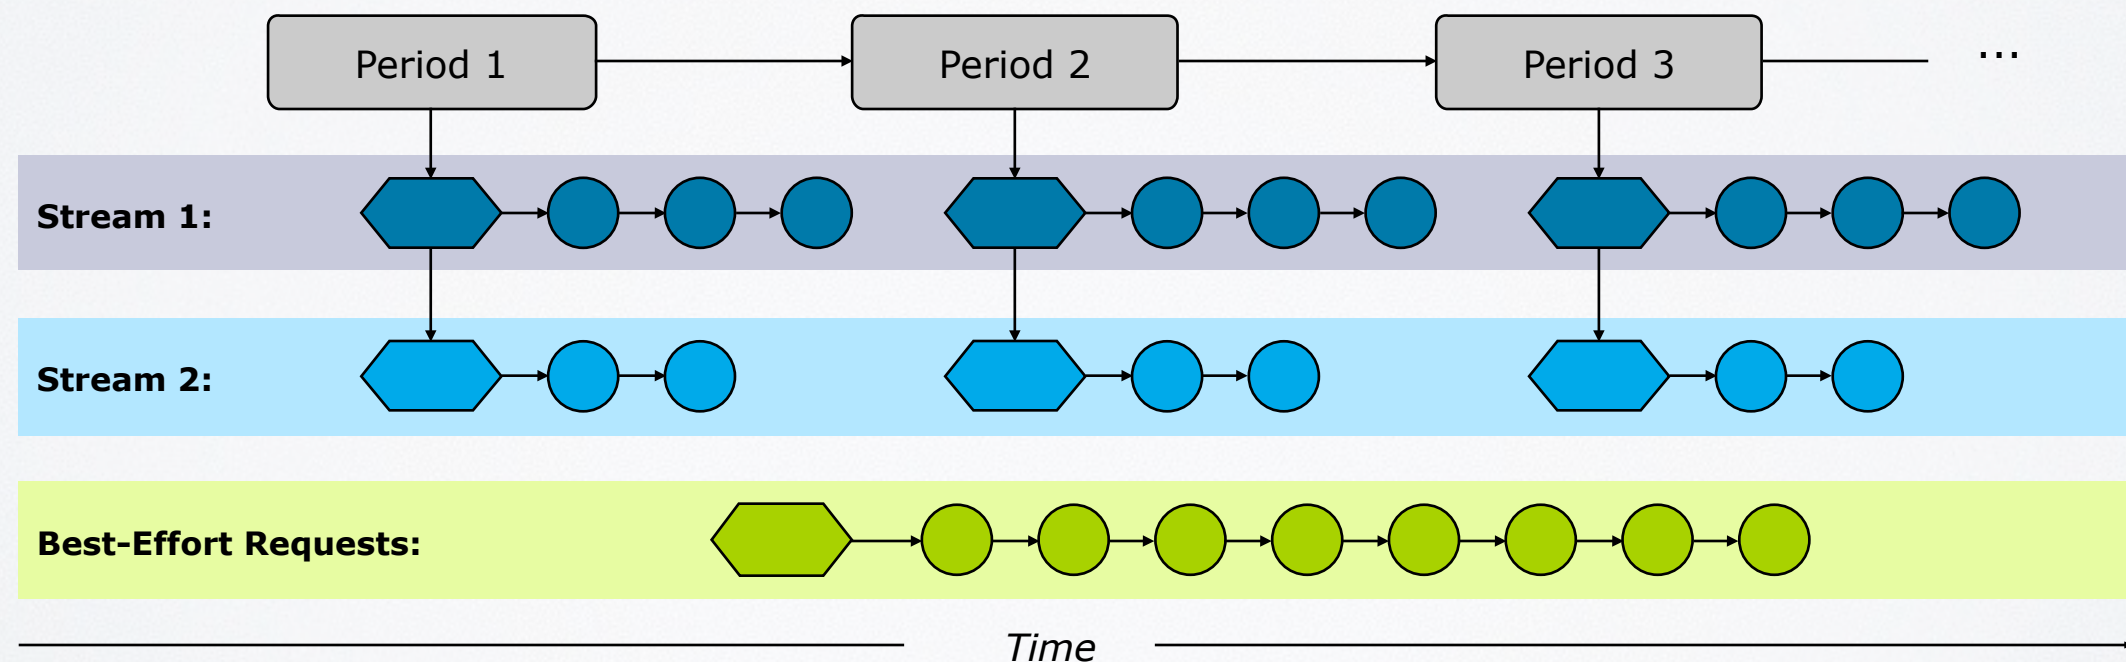 Period 1
Period 2
Period 3
...
Stream 1:
Stream 2:
Best-Effort Requests:
Time